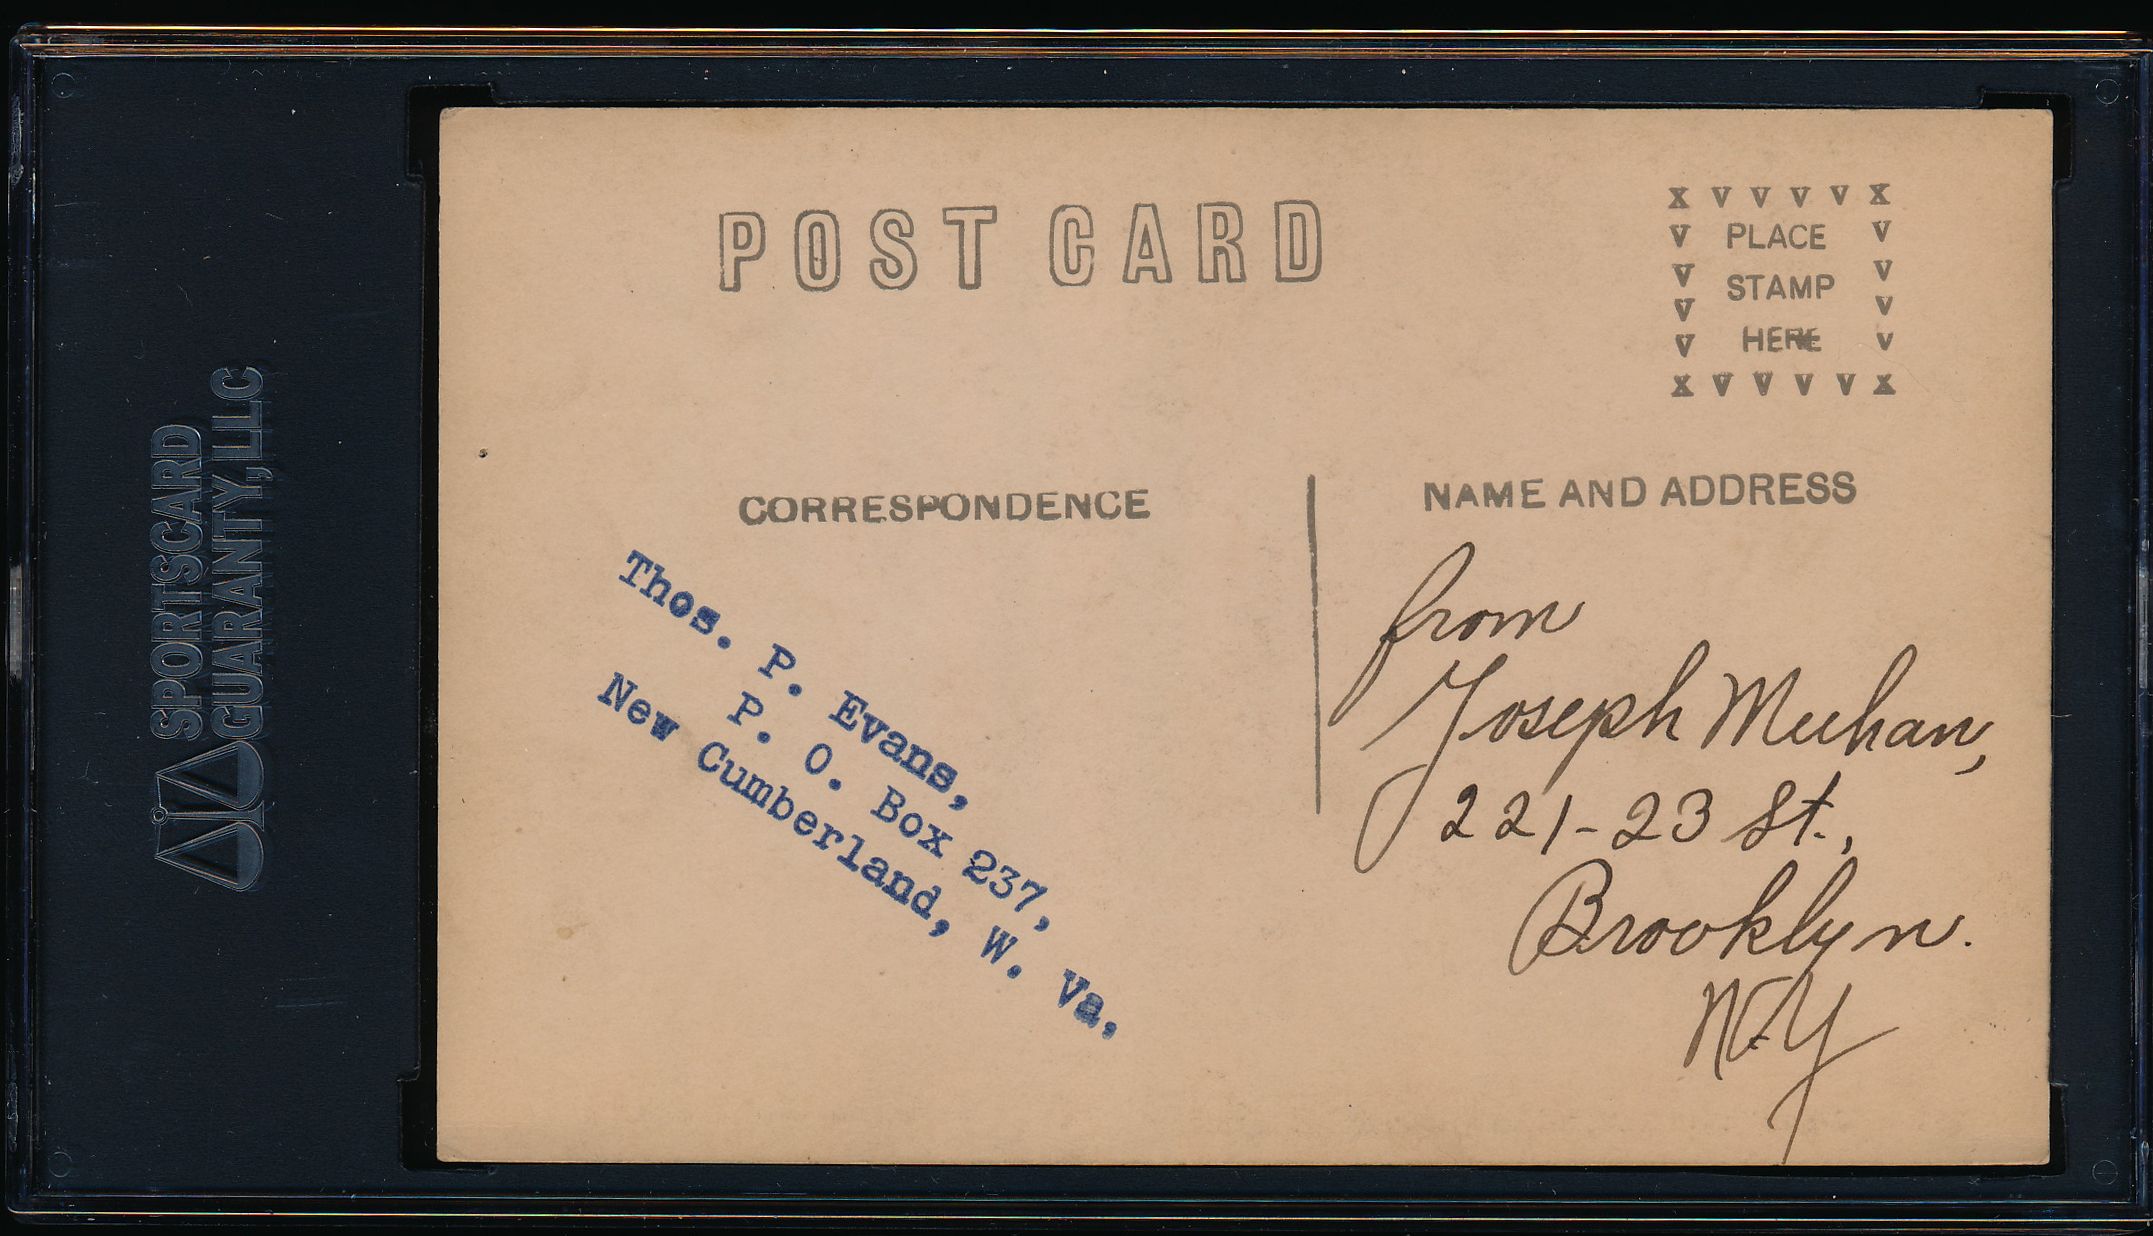 SPORTSCARD
GUARANTY, LLC
POST CARD
X V V V V X
V PLACE V
V STAMP V
V V
V HERE V
X V V V V X
CORRESPONDENCE
NAME AND ADDRESS
Thos. P. Evans,
P. O. Box 237,
New Cumberland, W. Va.
from
Joseph Meehan,
221-23 St.,
Brooklyn.
N.Y